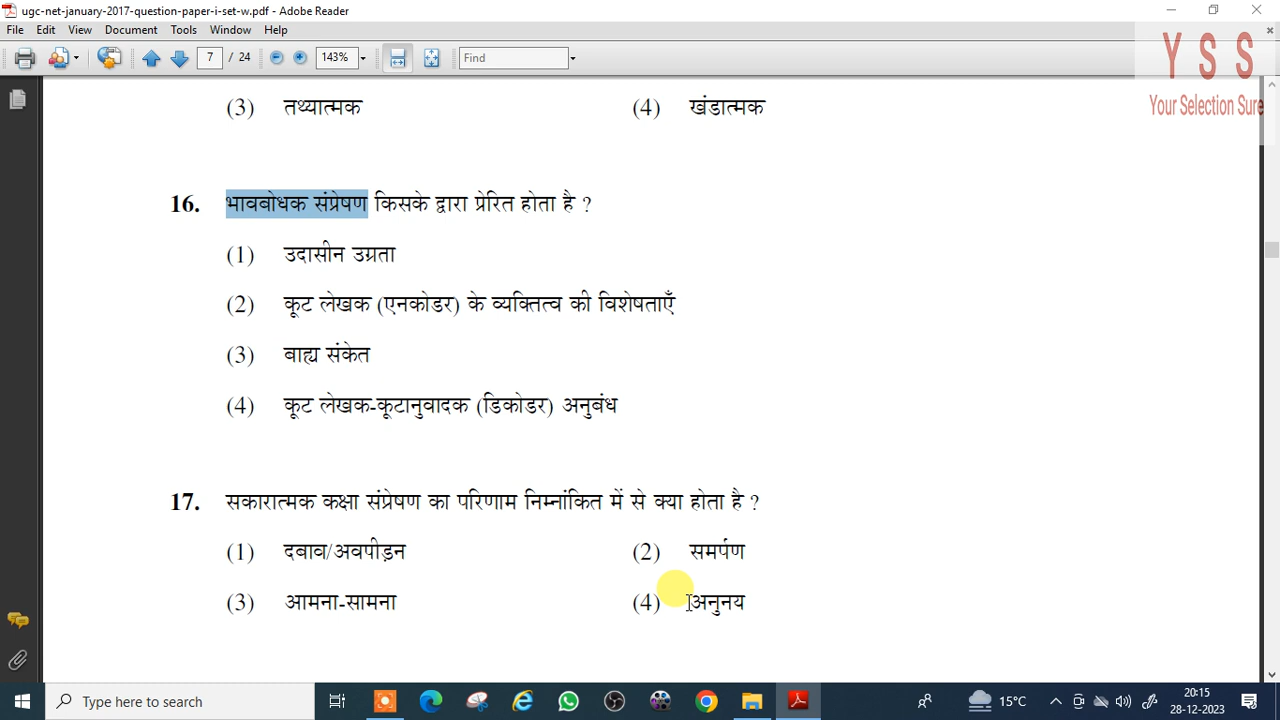 ugc-net-january-2017-question-paper-i-set-w.pdf - Adobe Reader
File Edit View Document Tools Window Help
7 / 24 143% Find
Y S S
Your Selection Sure
(3) तथ्यात्मक (4) खंडात्मक
16. भावबोधक संप्रेषण किसके द्वारा प्रेरित होता है ?
(1) उदासीन उग्रता
(2) कूट लेखक (एनकोडर) के व्यक्तित्व की विशेषताएँ
(3) बाह्य संकेत
(4) कूट लेखक-कूटानुवादक (डिकोडर) अनुबंध
17. सकारात्मक कक्षा संप्रेषण का परिणाम निम्नांकित में से क्या होता है ?
(1) दबाव/अवपीड़न (2) समर्पण
(3) आमना-सामना (4) अनुनय
Type here to search 15°C 20:15
28-12-2023